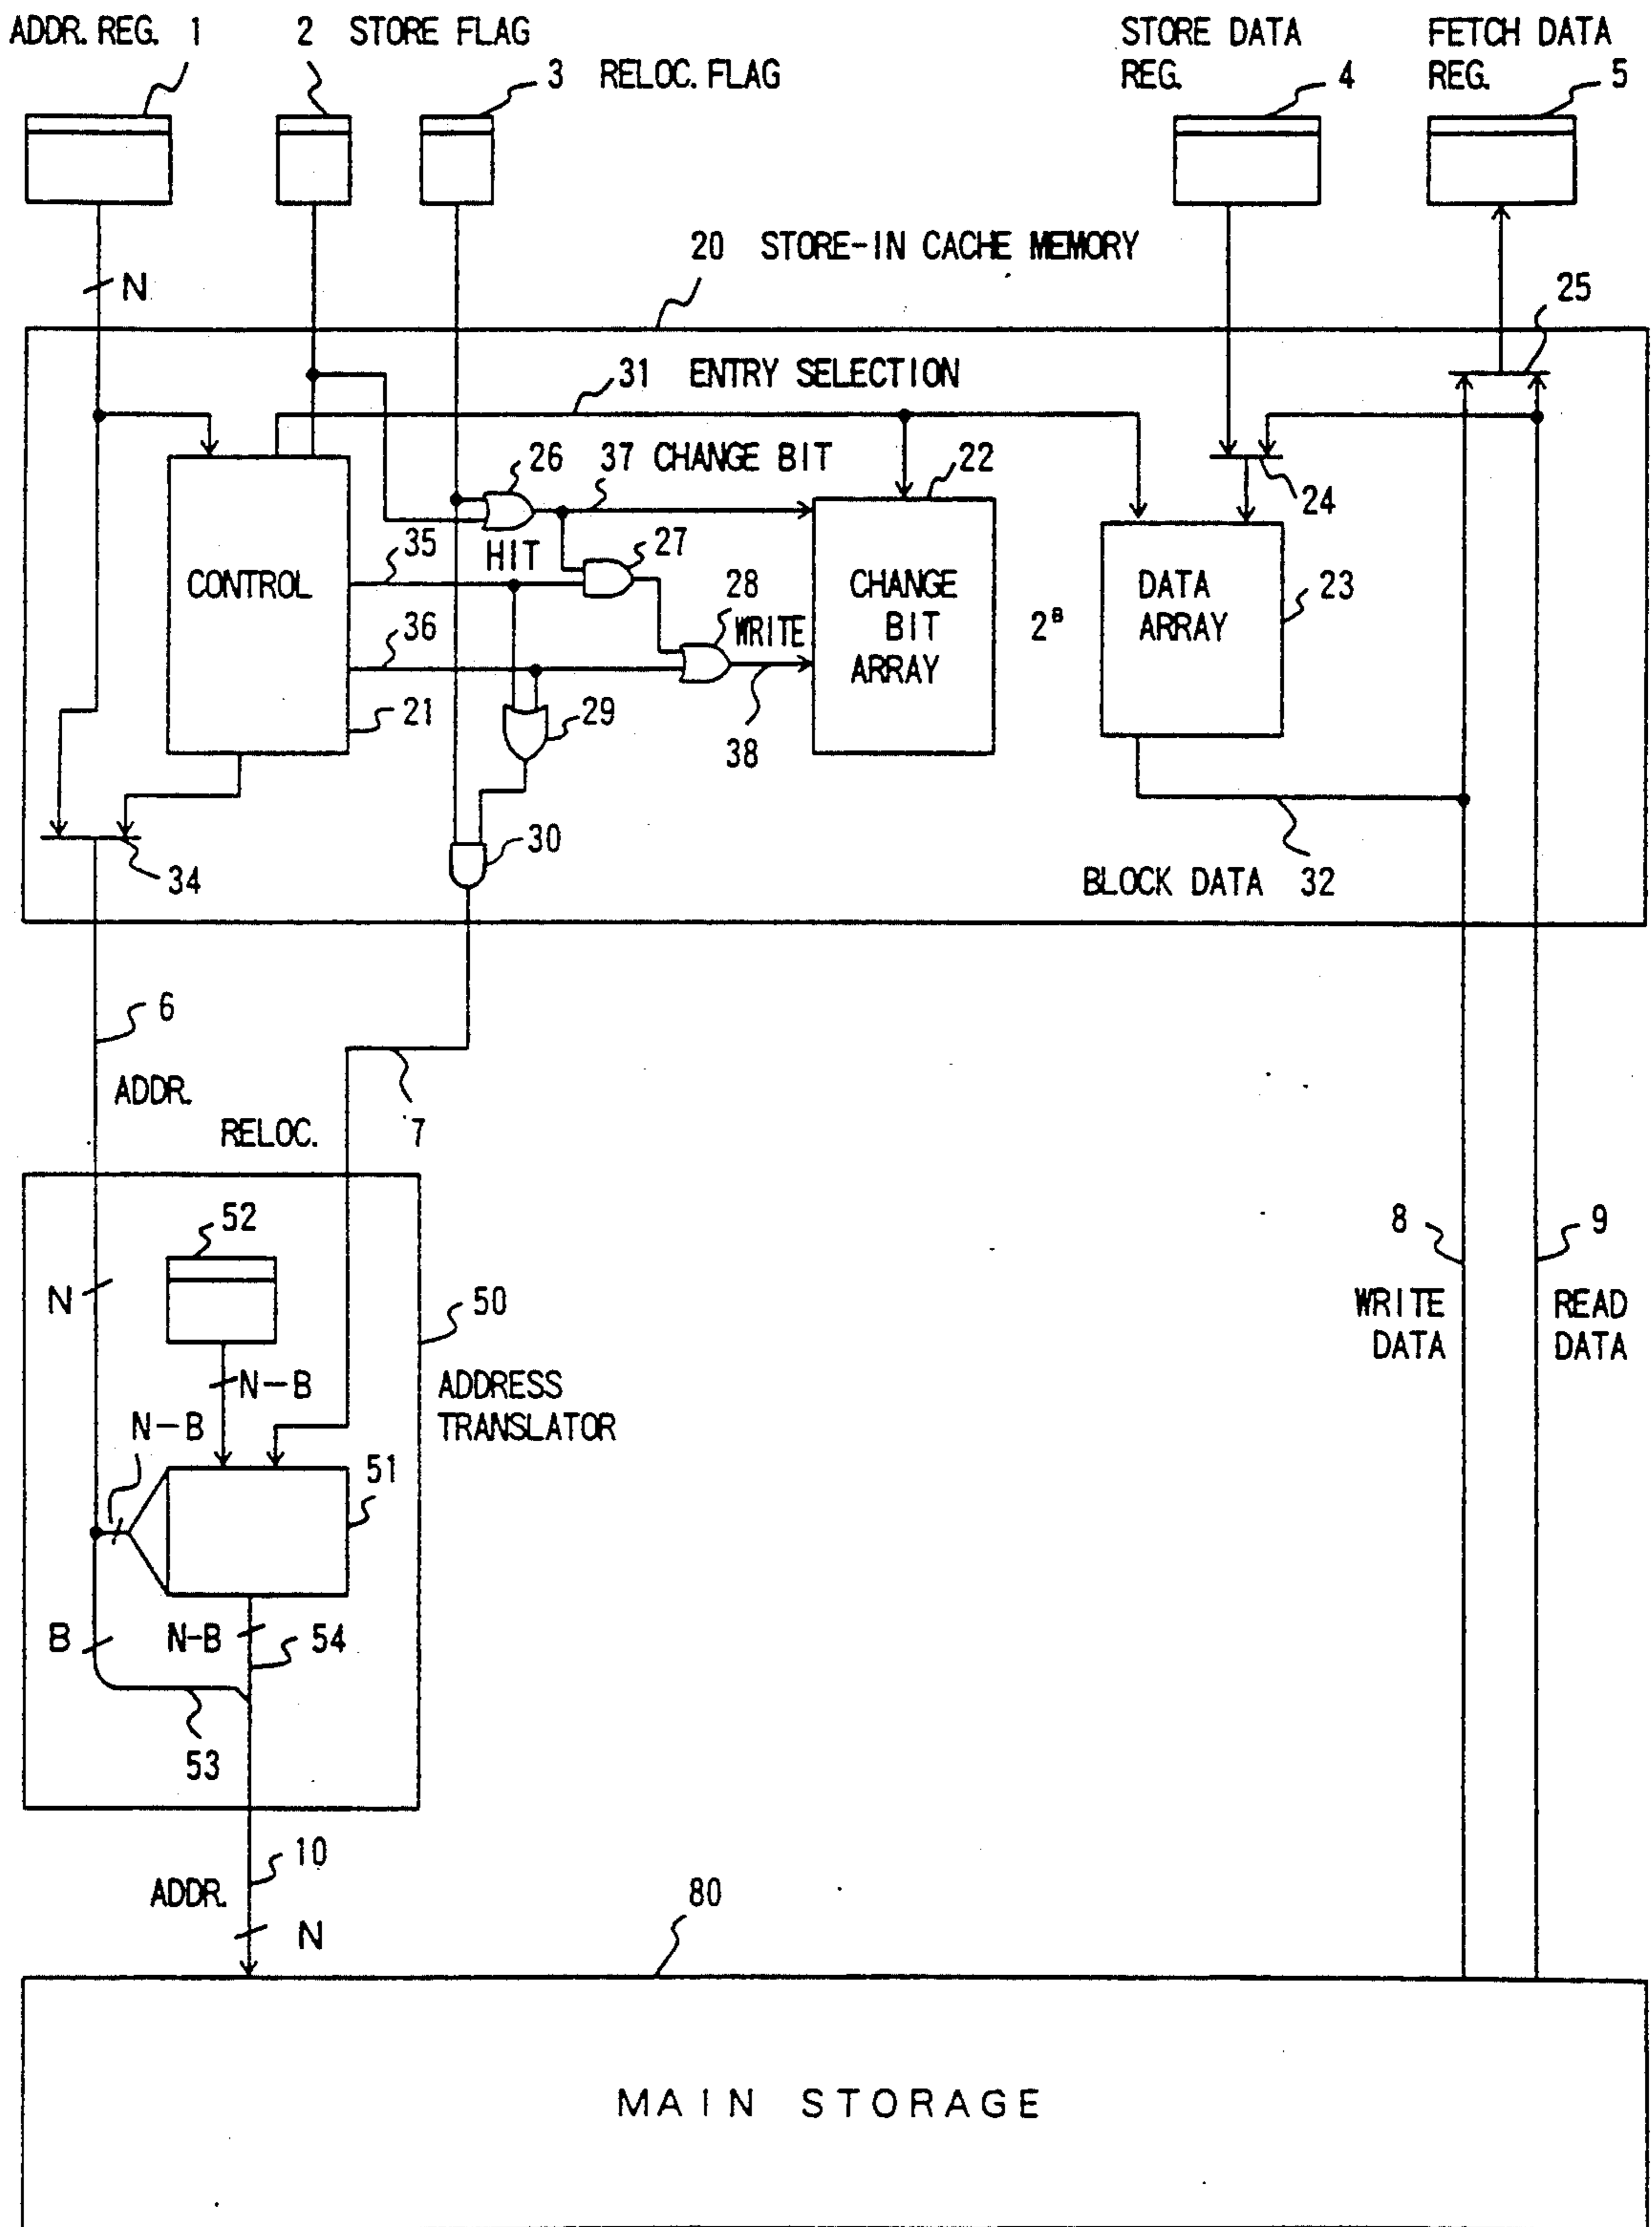 ADDR. REG. 1
2 STORE FLAG
3 RELOC. FLAG
STORE DATA
REG. 4
FETCH DATA
REG. 5
N
20 STORE-IN CACHE MEMORY
25
31 ENTRY SELECTION
26
37 CHANGE BIT
22
24
35
HIT
27
CONTROL
28
WRITE
CHANGE
BIT
ARRAY
2ᴮ
DATA
ARRAY
23
36
21
29
38
30
34
BLOCK DATA 32
6
ADDR.
RELOC.
7
52
8
9
N
50
WRITE
DATA
READ
DATA
N-B
ADDRESS
TRANSLATOR
N-B
51
B
N-B
54
53
10
ADDR.
N
80
MAIN STORAGE